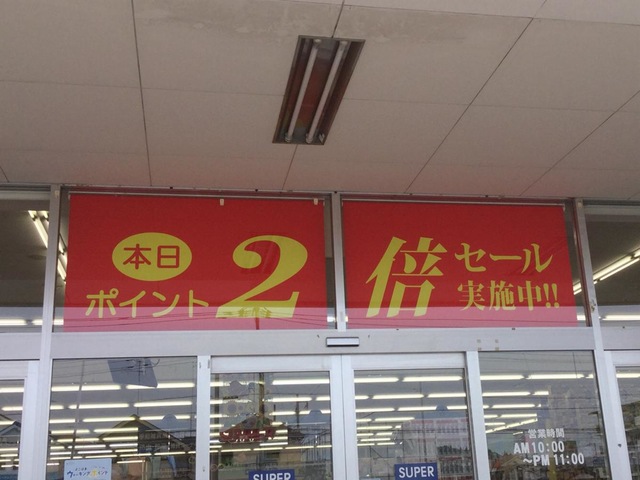 本日
ポイント
2
倍
セール
実施中!!
営業時間
AM10:00
〜PM11:00
SUPER
SUPER